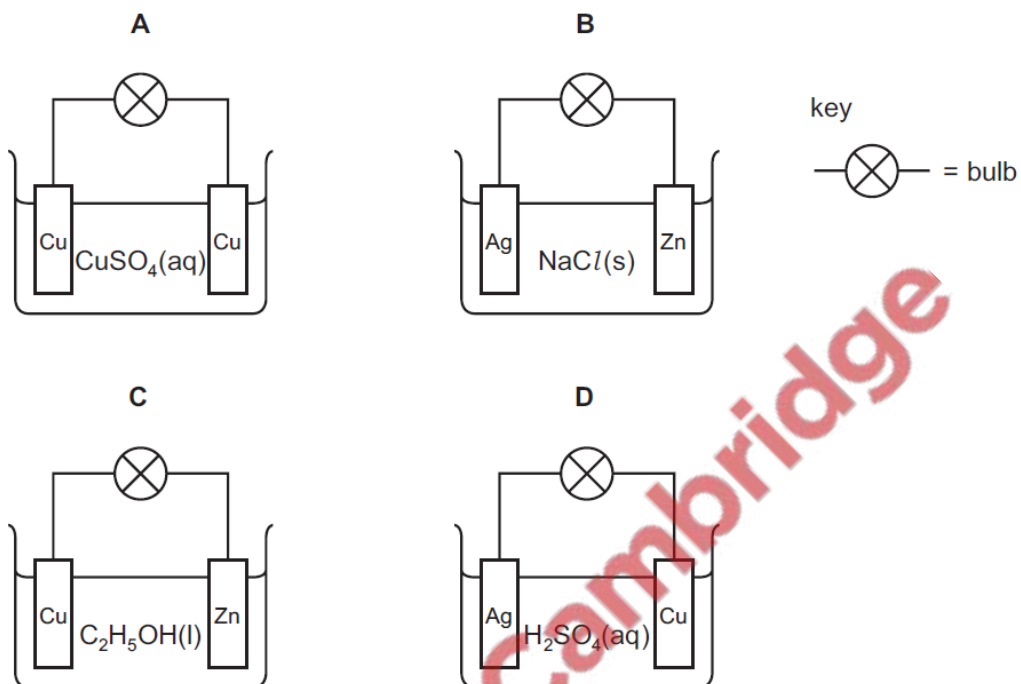 A
B
key
= bulb
Cu
CuSO₄(aq)
Cu
Ag
NaCl(s)
Zn
C
D
Cu
C₂H₅OH(l)
Zn
Ag
H₂SO₄(aq)
Cu
Cambridge